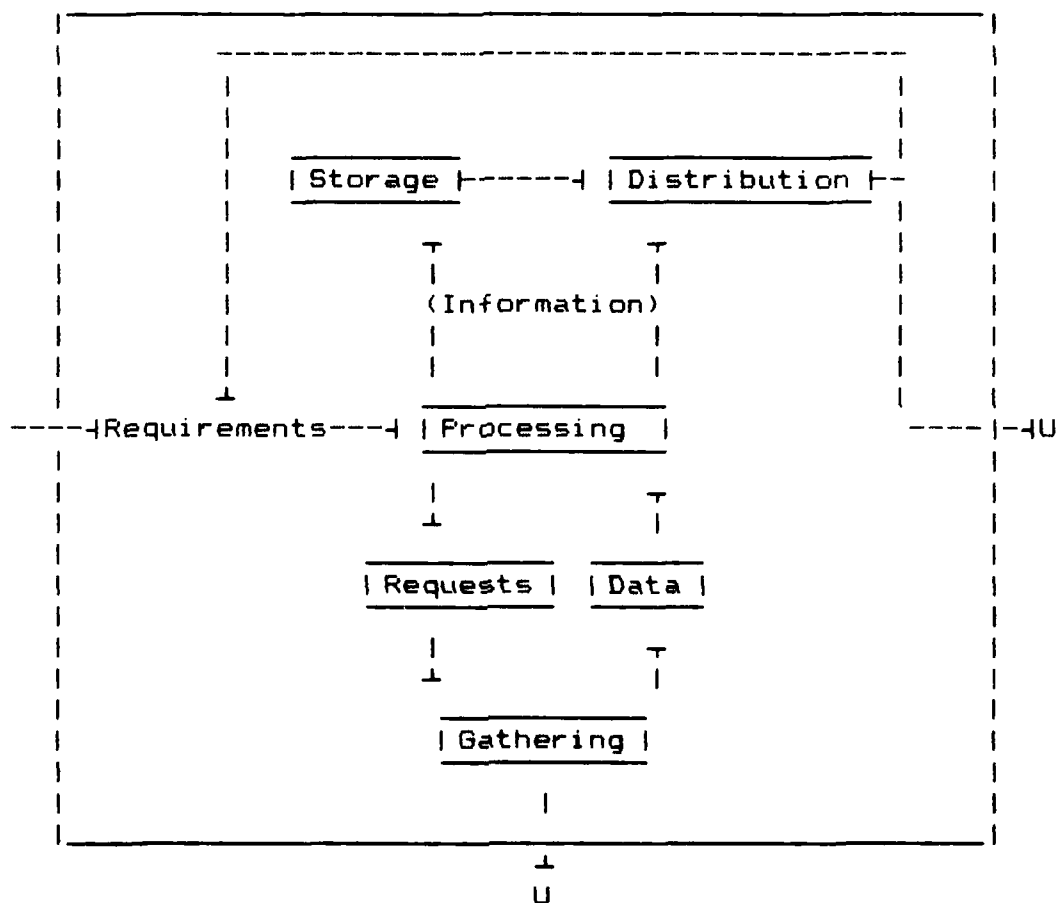 Storage Distribution
(Information)
Requirements Processing U
Requests Data
Gathering
U